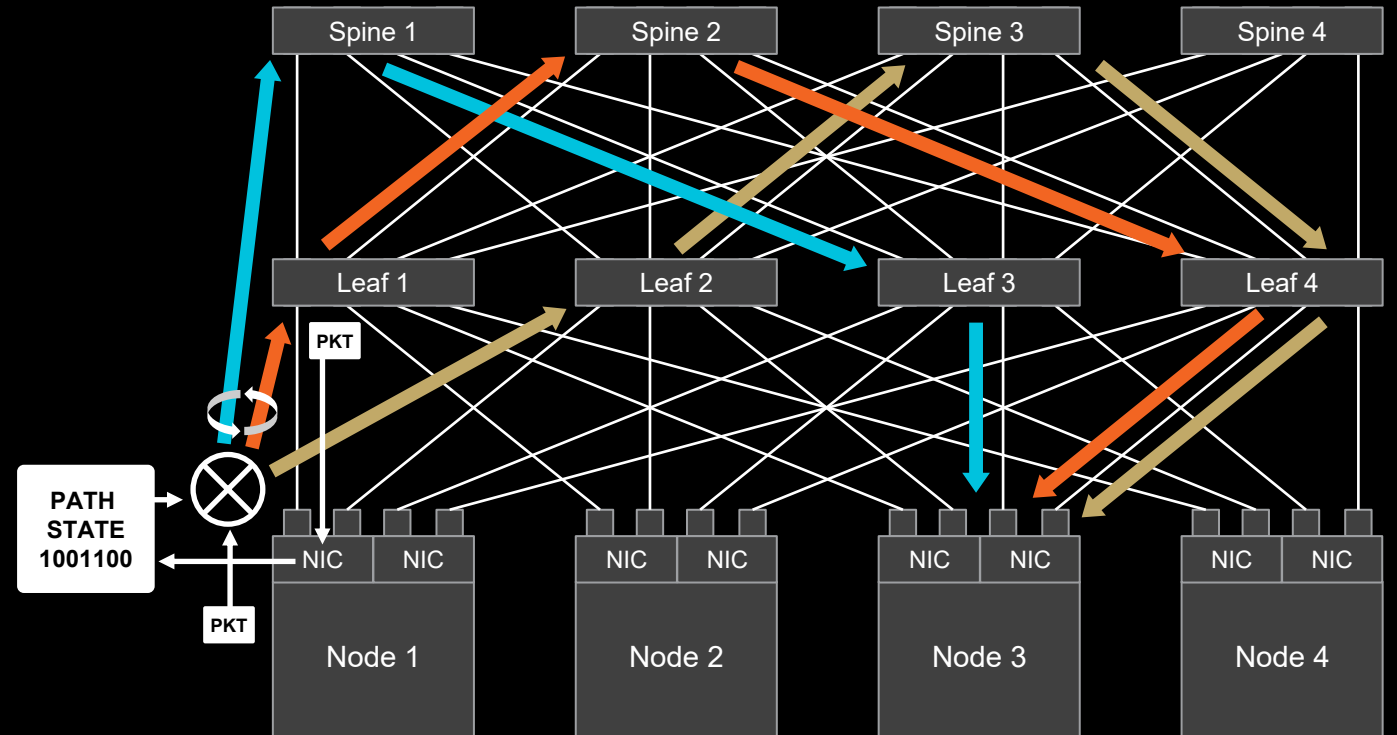 Spine 1
Spine 2
Spine 3
Spine 4
Leaf 1
Leaf 2
Leaf 3
Leaf 4
PKT
PATH
STATE
1001100
NIC
NIC
NIC
NIC
NIC
NIC
NIC
NIC
PKT
Node 1
Node 2
Node 3
Node 4